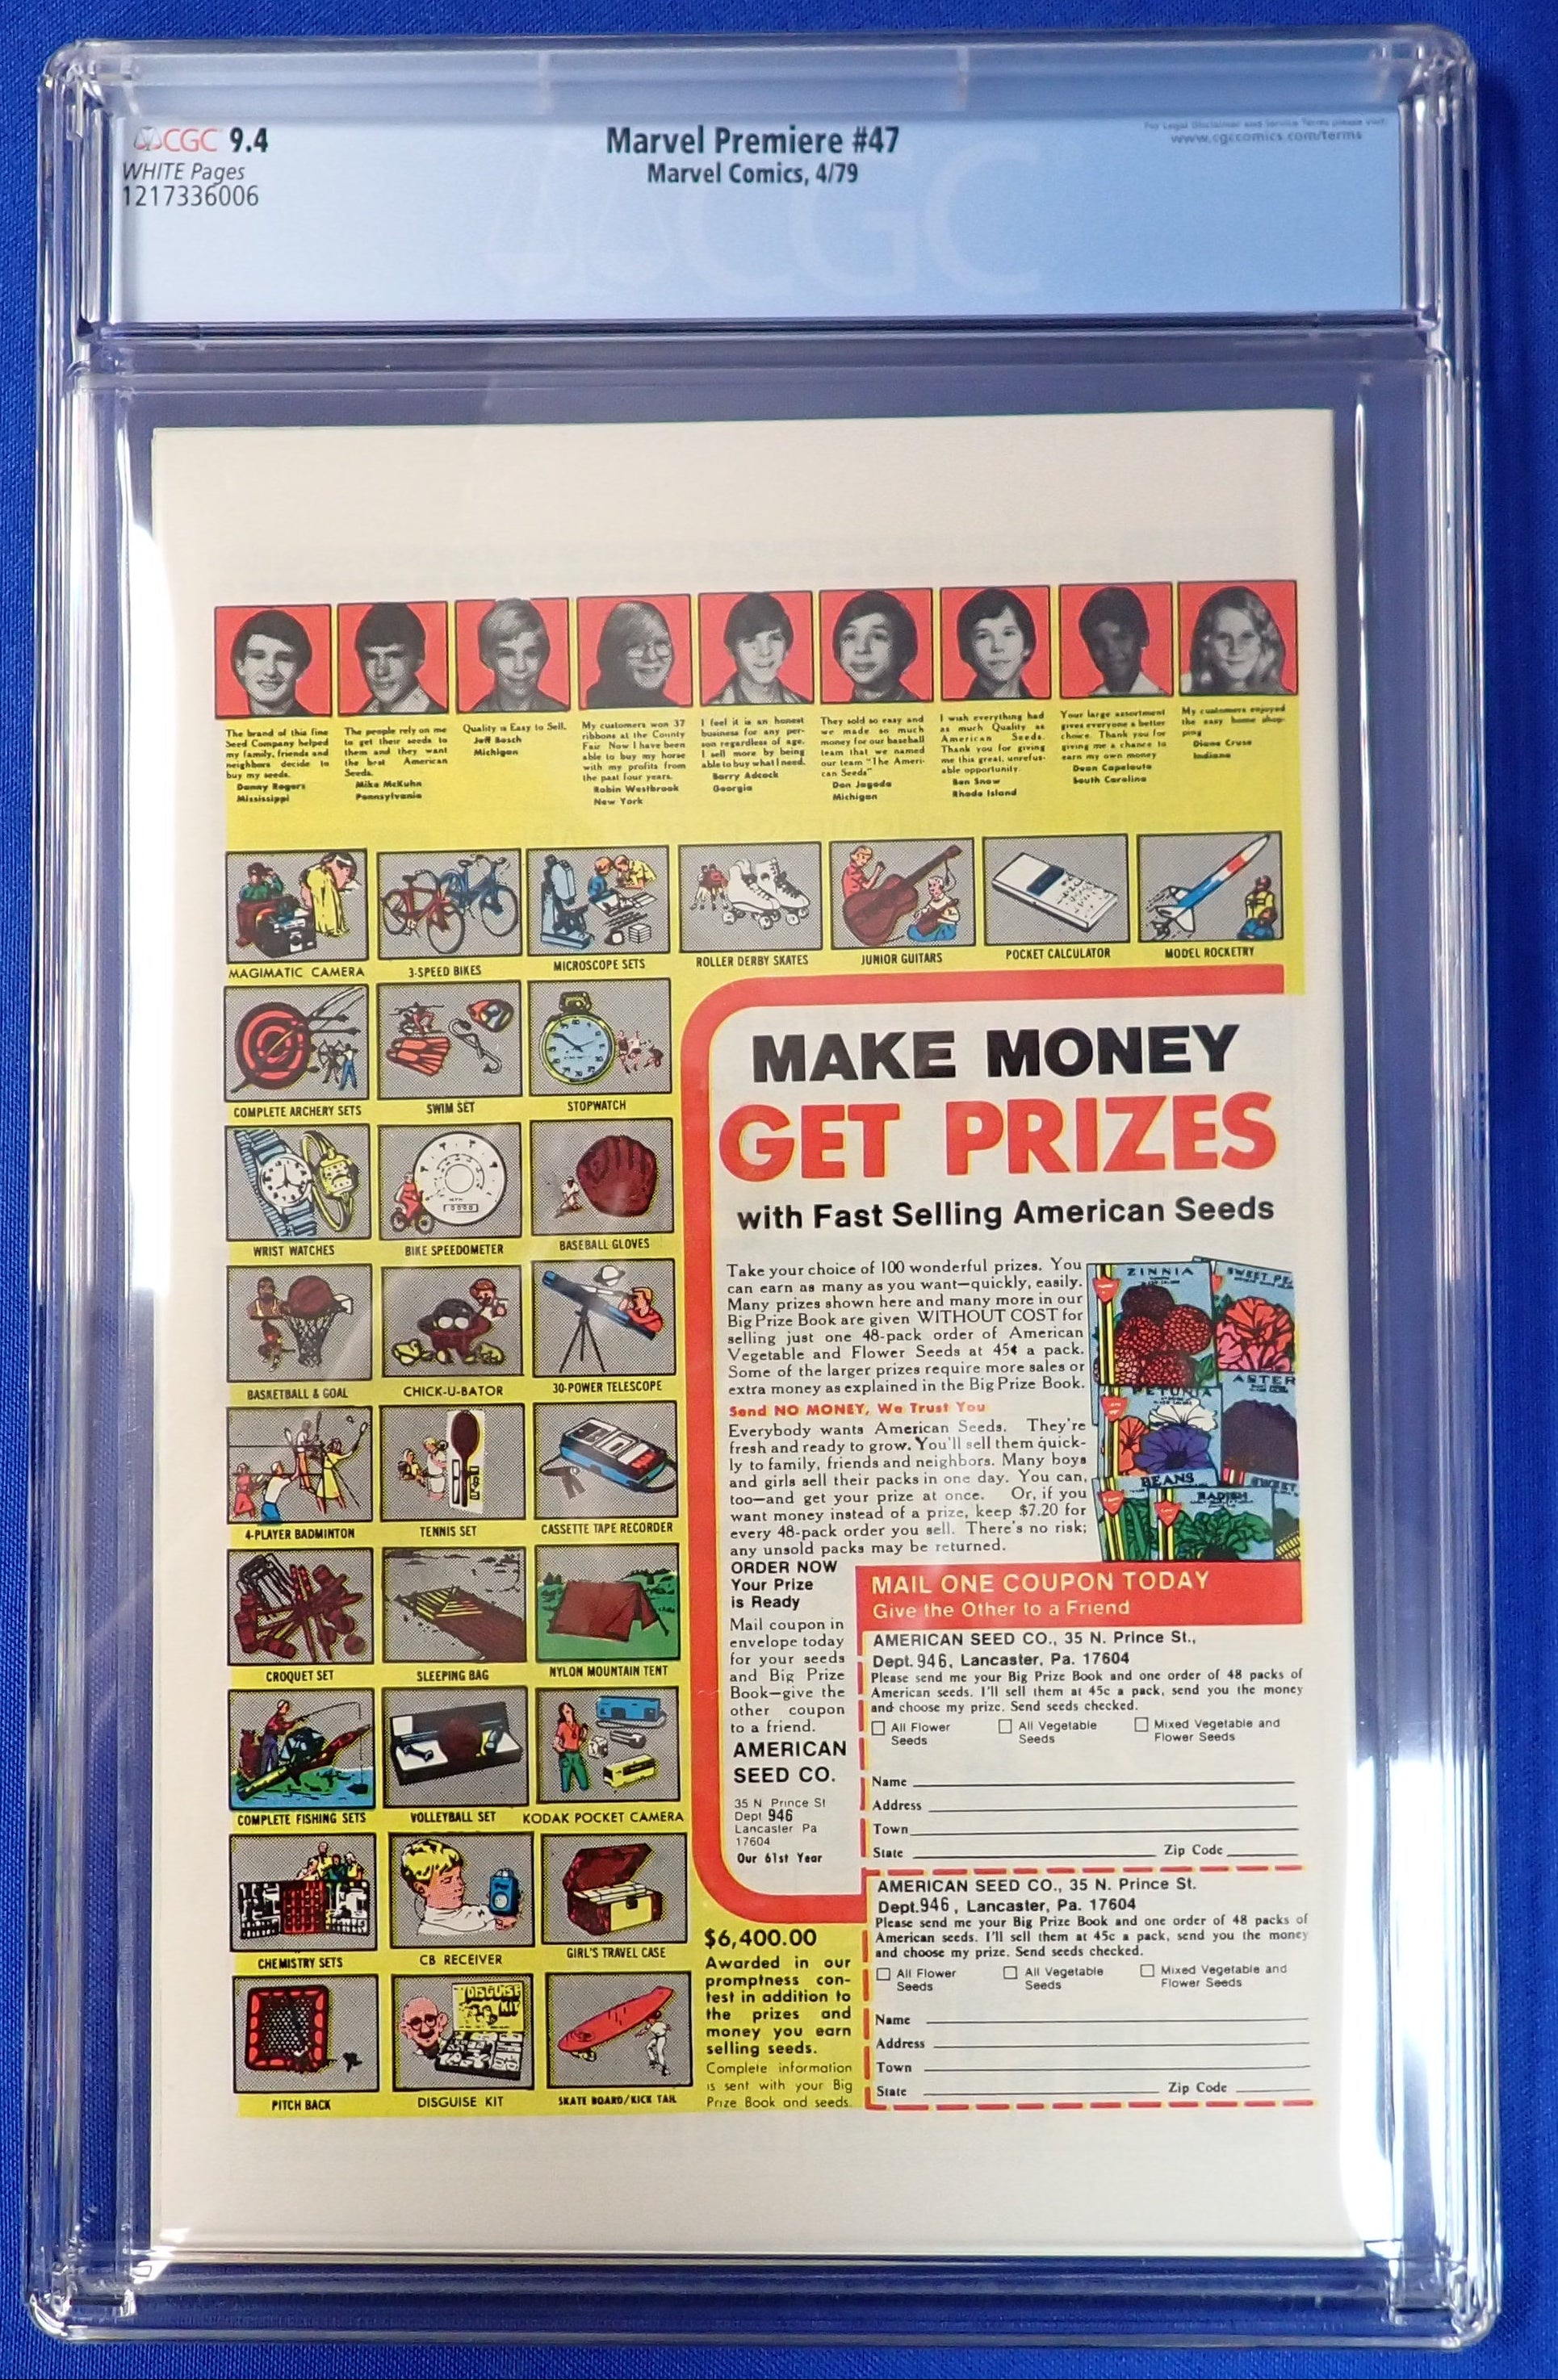 CGC 9.4
WHITE Pages
1217336006
Marvel Premiere #47
Marvel Comics, 4/79
For Legal Disclaimer and Service Terms please visit:
www.cgccomics.com/terms
CGC
The brand of this fine
Seed Company helped
my family, friends and
neighbors decide to
buy my seeds.
Danny Rogers
Mississippi
The people rely on me
to get their seeds to
them and they want
the best American
Seeds.
Mike McKuhn
Pennsylvania
Quality is Easy to Sell.
Jeff Bosch
Michigan
My customers won 37
ribbons at the County
Fair Now I have been
able to buy my horse
with my profits from
the past four years.
Robin Westbrook
New York
I feel it is an honest
business for any per-
son regardless of age.
I sell more by being
able to buy what I need.
Barry Adcock
Georgia
They sold so easy and
we made so much
money for our baseball
team that we named
our team "The Ameri-
can Seeds"
Don Jagoda
Michigan
I wish everything had
as much Quality as
American Seeds.
Thank you for giving
me this great, unrefus-
able opportunity.
Ben Snow
Rhode Island
Your large assortment
gives everyone a better
choice. Thank you for
giving me a chance to
earn my own money
Dean Capelouto
South Carolina
My customers enjoyed
the easy home shop-
ping
Diane Cruse
Indiana
MAGIMATIC CAMERA
3-SPEED BIKES
MICROSCOPE SETS
ROLLER DERBY SKATES
JUNIOR GUITARS
POCKET CALCULATOR
MODEL ROCKETRY
COMPLETE ARCHERY SETS
SWIM SET
STOPWATCH
WRIST WATCHES
BIKE SPEEDOMETER
BASEBALL GLOVES
BASKETBALL & GOAL
CHICK-U-BATOR
30-POWER TELESCOPE
4-PLAYER BADMINTON
TENNIS SET
CASSETTE TAPE RECORDER
CROQUET SET
SLEEPING BAG
NYLON MOUNTAIN TENT
COMPLETE FISHING SETS
VOLLEYBALL SET
KODAK POCKET CAMERA
CHEMISTRY SETS
CB RECEIVER
GIRL'S TRAVEL CASE
DISGUISE
KIT
PITCH BACK
DISGUISE KIT
SKATE BOARD/KICK TAIL
MAKE MONEY
GET PRIZES
with Fast Selling American Seeds
Take your choice of 100 wonderful prizes. You
can earn as many as you want—quickly, easily.
Many prizes shown here and many more in our
Big Prize Book are given WITHOUT COST for
selling just one 48-pack order of American
Vegetable and Flower Seeds at 45¢ a pack.
Some of the larger prizes require more sales or
extra money as explained in the Big Prize Book.
Send NO MONEY, We Trust You
Everybody wants American Seeds. They're
fresh and ready to grow. You'll sell them quick-
ly to family, friends and neighbors. Many boys
and girls sell their packs in one day. You can,
too—and get your prize at once. Or, if you
want money instead of a prize, keep $7.20 for
every 48-pack order you sell. There's no risk;
any unsold packs may be returned.
ZINNIA
SWEET PE
PETUNIA
ASTER
BEANS
RADISH
SWEET
ORDER NOW
Your Prize
is Ready
Mail coupon in
envelope today
for your seeds
and Big Prize
Book—give the
other coupon
to a friend.
AMERICAN
SEED CO.
35 N Prince St
Dept 946
Lancaster Pa
17604
Our 61st Year
MAIL ONE COUPON TODAY
Give the Other to a Friend
AMERICAN SEED CO., 35 N. Prince St.,
Dept. 946, Lancaster, Pa. 17604
Please send me your Big Prize Book and one order of 48 packs of
American seeds. I'll sell them at 45c a pack, send you the money
and choose my prize. Send seeds checked.
All Flower
Seeds
All Vegetable
Seeds
Mixed Vegetable and
Flower Seeds
Name
Address
Town
State Zip Code
AMERICAN SEED CO., 35 N. Prince St.
Dept. 946, Lancaster, Pa. 17604
Please send me your Big Prize Book and one order of 48 packs of
American seeds. I'll sell them at 45c a pack, send you the money
and choose my prize. Send seeds checked.
All Flower
Seeds
All Vegetable
Seeds
Mixed Vegetable and
Flower Seeds
Name
Address
Town
State Zip Code
$6,400.00
Awarded in our
promptness con-
test in addition to
the prizes and
money you earn
selling seeds.
Complete information
is sent with your Big
Prize Book and seeds.